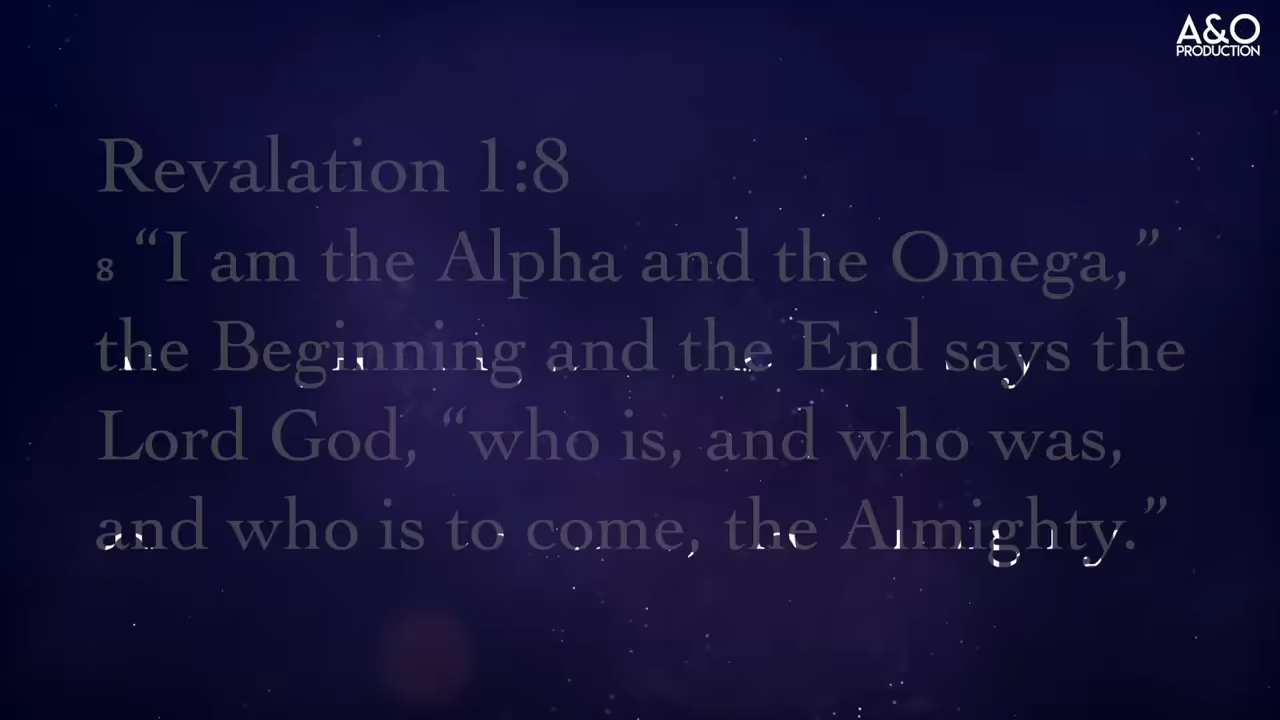 A&O
PRODUCTION
Revalation 1:8
8 “I am the Alpha and the Omega,”
the Beginning and the End says the
Lord God, “who is, and who was,
and who is to come, the Almighty.”